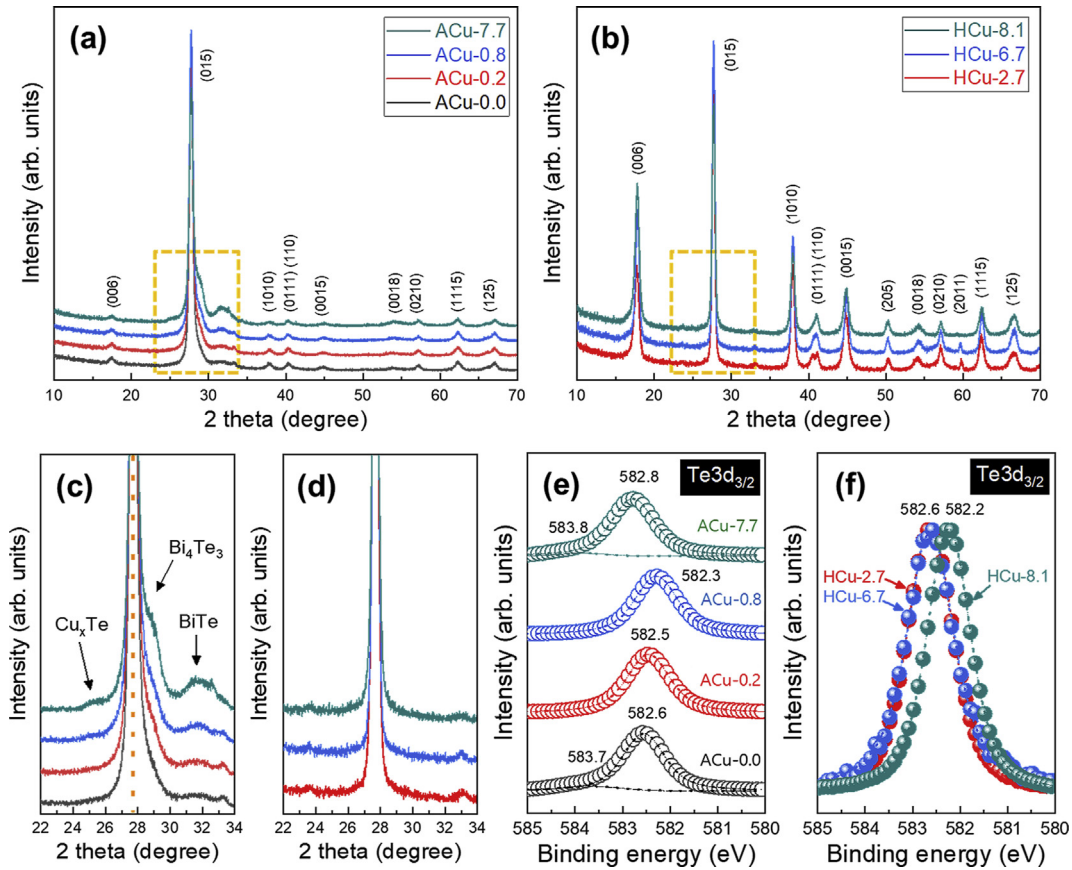 (a)
ACu-7.7
ACu-0.8
ACu-0.2
ACu-0.0
(006)
(015)
(1010)
(0111) (110)
(0015)
(0018)
(0210)
(1115)
(125)
Intensity (arb. units)
10 20 30 40 50 60 70
2 theta (degree)
(b)
HCu-8.1
HCu-6.7
HCu-2.7
(006)
(015)
(1010)
(0111) (110)
(0015)
(205)
(0018)
(0210)
(2011)
(1115)
(125)
Intensity (arb. units)
10 20 30 40 50 60 70
2 theta (degree)
(c)
Bi4Te3
CuxTe
BiTe
Intensity (arb. units)
22 24 26 28 30 32 34
2 theta (degree)
(d)
Intensity (arb. units)
22 24 26 28 30 32 34
2 theta (degree)
(e)
Te3d3/2
582.8
583.8
ACu-7.7
582.3
ACu-0.8
582.5
ACu-0.2
582.6
583.7
ACu-0.0
Intensity (arb. units)
585 584 583 582 581 580
Binding energy (eV)
(f)
Te3d3/2
582.6 582.2
HCu-2.7
HCu-6.7
HCu-8.1
Intensity (arb. units)
585 584 583 582 581 580
Binding energy (eV)